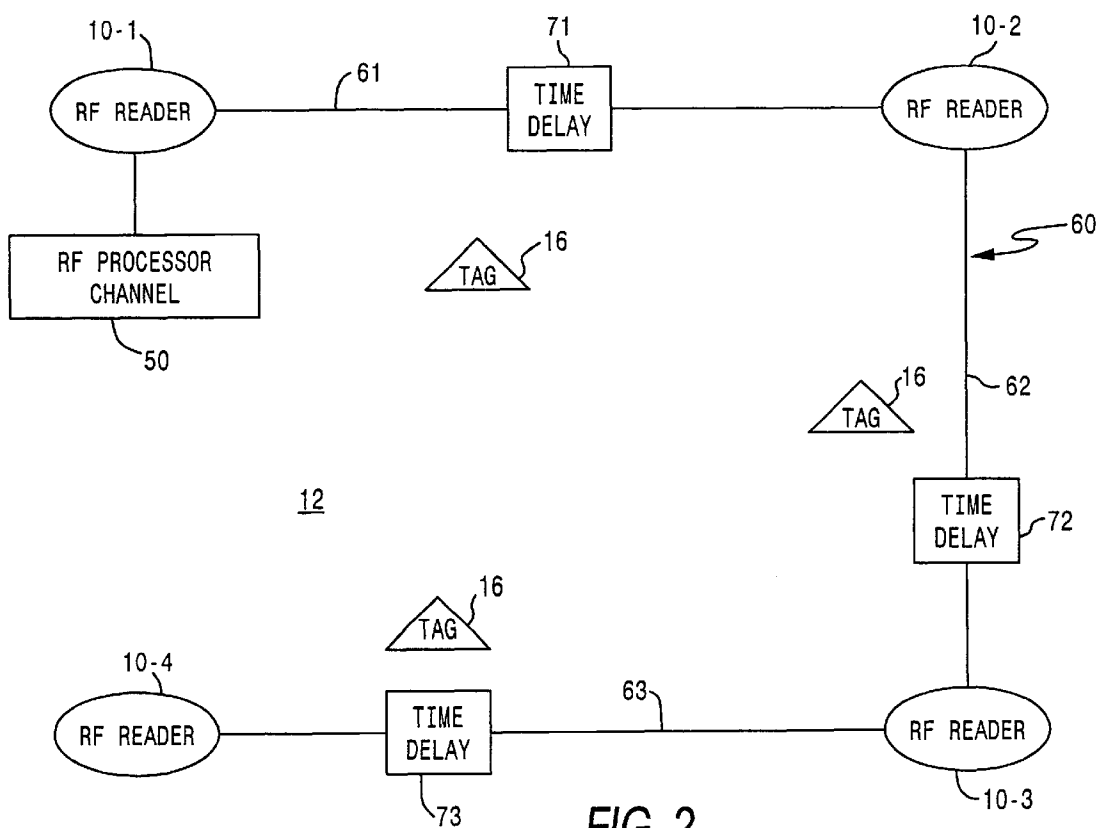 10-1
61
71
10-2
RF READER
TIME
DELAY
RF READER
60
RF PROCESSOR
CHANNEL
50
16
TAG
16
TAG
62
12
TIME
DELAY
72
16
TAG
10-4
RF READER
TIME
DELAY
73
63
RF READER
10-3
FIG. 2